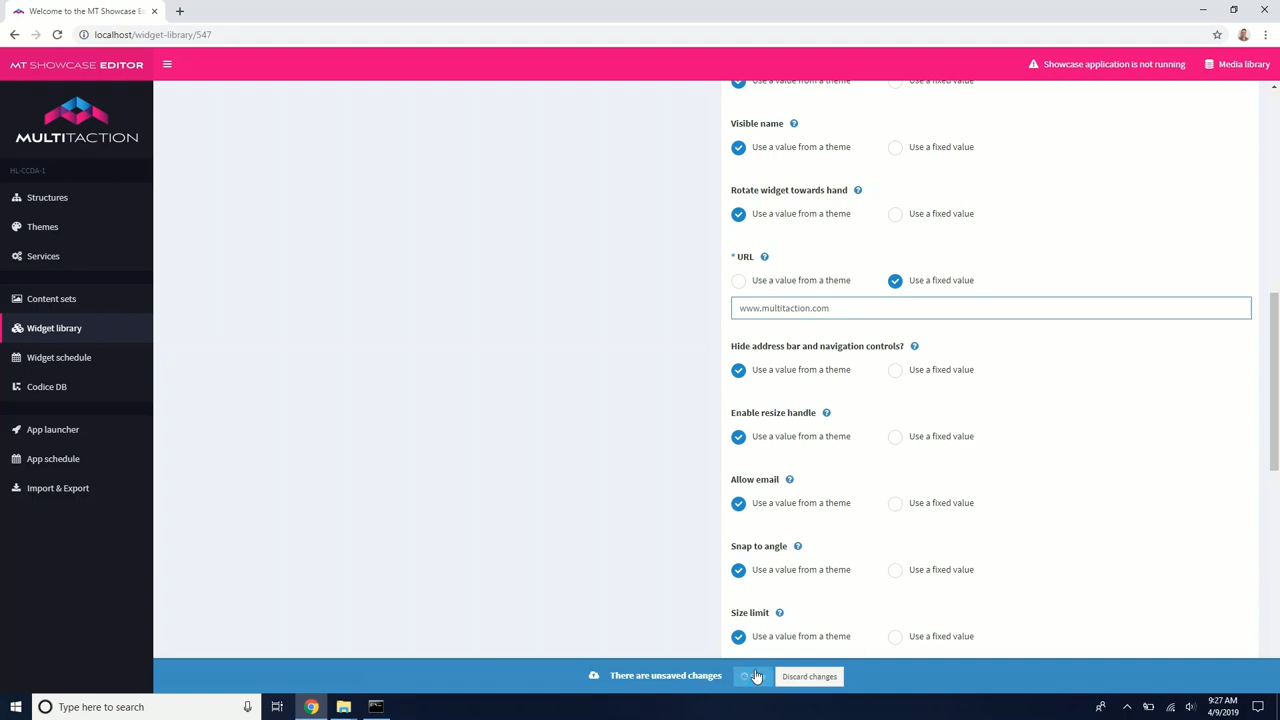 Welcome to the MT Showcase Ed
localhost/widget-library/547
MT SHOWCASE EDITOR
Showcase application is not running
Media library
MULTITACTION
HL-CCDA-1
Structures
Themes
Services
Content sets
Widget library
Widget schedule
Codice DB
App launcher
App schedule
Import & Export
Use a value from a theme Use a fixed value
Visible name
Use a value from a theme Use a fixed value
Rotate widget towards hand
Use a value from a theme Use a fixed value
* URL
Use a value from a theme Use a fixed value
www.multitaction.com
Hide address bar and navigation controls?
Use a value from a theme Use a fixed value
Enable resize handle
Use a value from a theme Use a fixed value
Allow email
Use a value from a theme Use a fixed value
Snap to angle
Use a value from a theme Use a fixed value
Size limit
Use a value from a theme Use a fixed value
There are unsaved changes
Discard changes
Type here to search
9:27 AM
4/9/2019